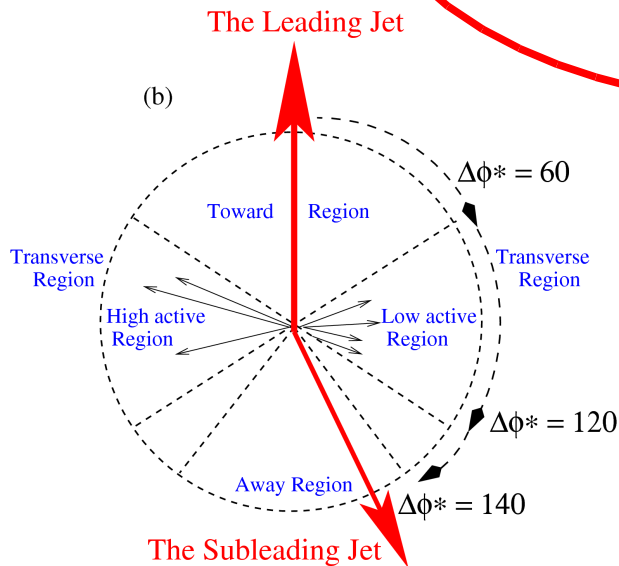 The Leading Jet
(b)
Δϕ* = 60
Toward Region
Transverse
Region
Transverse
Region
High active
Region
Low active
Region
Δϕ* = 120
Away Region
Δϕ* = 140
The Subleading Jet